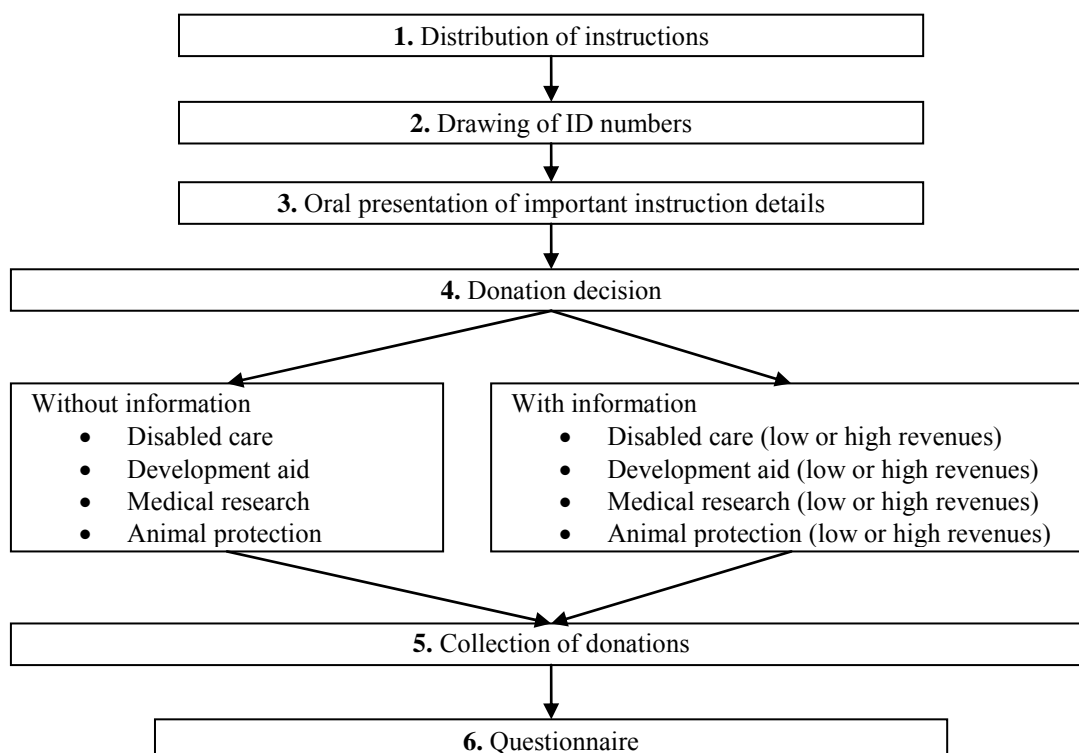 1. Distribution of instructions
2. Drawing of ID numbers
3. Oral presentation of important instruction details
4. Donation decision
Without information
• Disabled care
• Development aid
• Medical research
• Animal protection
With information
• Disabled care (low or high revenues)
• Development aid (low or high revenues)
• Medical research (low or high revenues)
• Animal protection (low or high revenues)
5. Collection of donations
6. Questionnaire